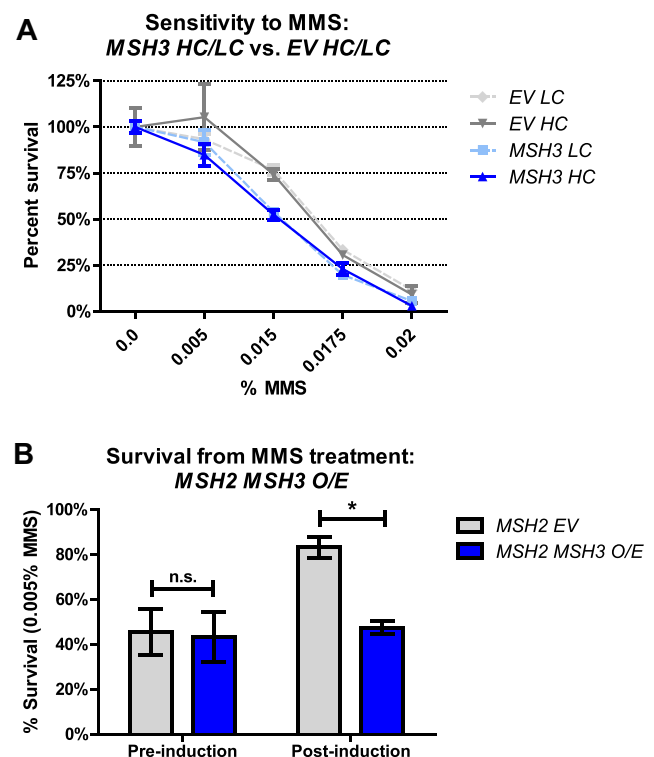 A
Sensitivity to MMS:
MSH3 HC/LC vs. EV HC/LC
125%
100%
75%
50%
25%
0%
Percent survival
0.0
0.005
0.015
0.0175
0.02
% MMS
EV LC
EV HC
MSH3 LC
MSH3 HC
B
Survival from MMS treatment:
MSH2 MSH3 O/E
100%
80%
60%
40%
20%
0%
% Survival (0.005% MMS)
n.s.
*
Pre-induction
Post-induction
MSH2 EV
MSH2 MSH3 O/E